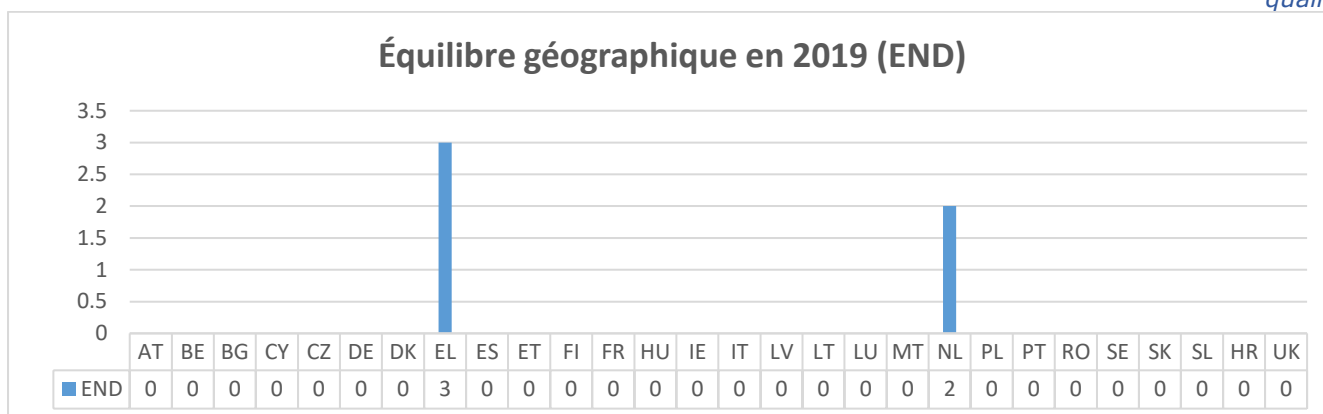 Équilibre géographique en 2019 (END)
3.5
3
2.5
2
1.5
1
0.5
0
AT BE BG CY CZ DE DK EL ES ET FI FR HU IE IT LV LT LU MT NL PL PT RO SE SK SL HR UK
END 0 0 0 0 0 0 0 3 0 0 0 0 0 0 0 0 0 0 0 2 0 0 0 0 0 0 0 0